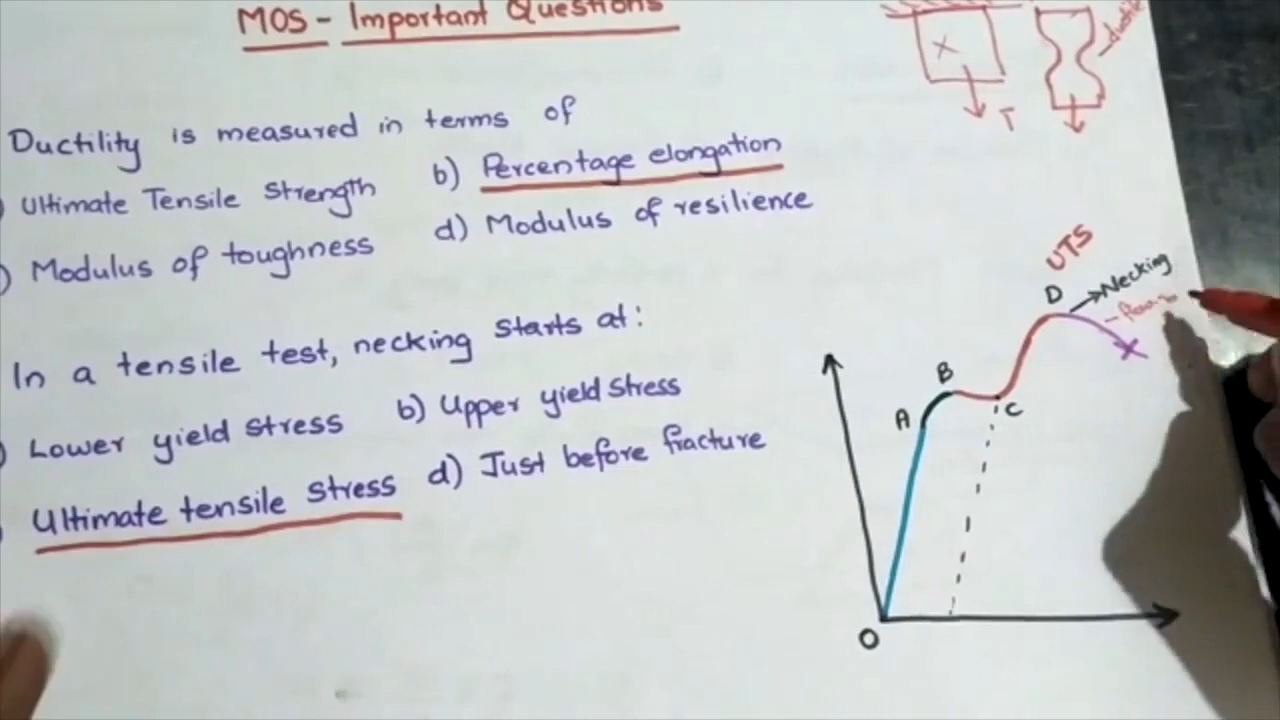 MOS - Important Questions
Ductility is measured in terms of
Ultimate Tensile Strength b) Percentage elongation
) Modulus of toughness d) Modulus of resilience
In a tensile test, necking starts at:
) Lower yield stress b) Upper yield stress
Ultimate tensile stress d) Just before fracture
X
T
ductile
UTS
D
Necking
B
A
C
O